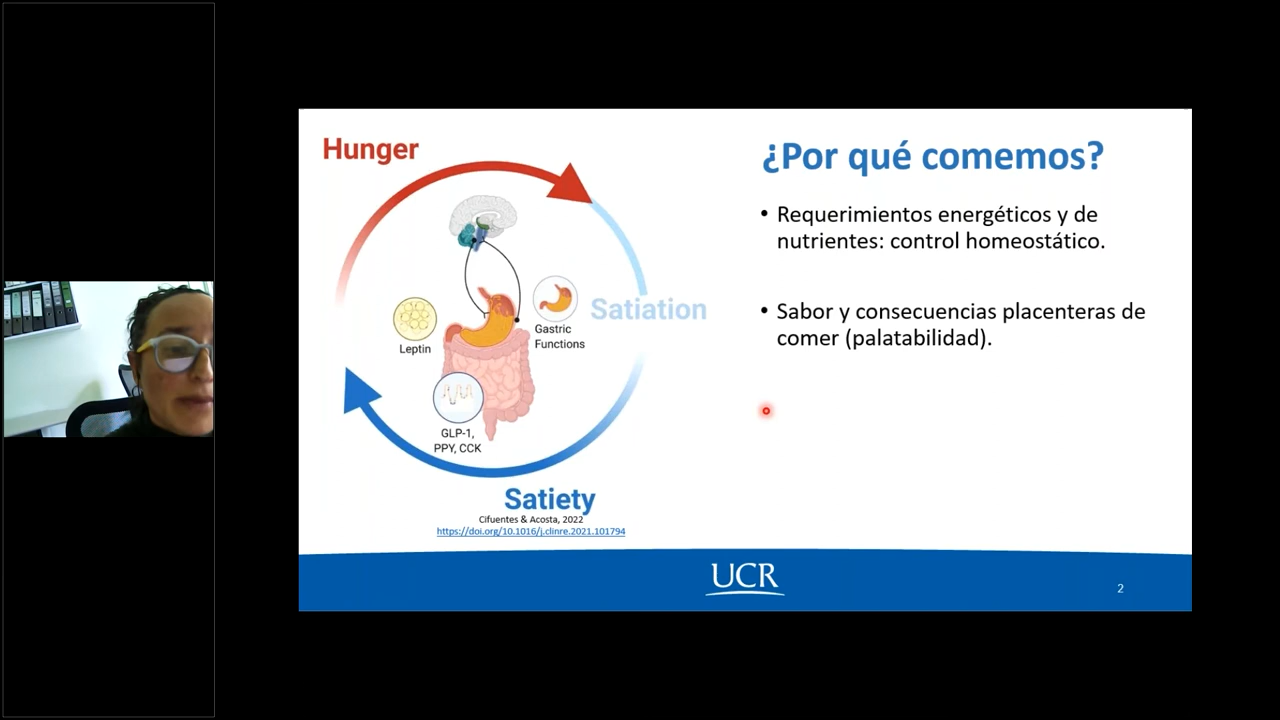 Hunger
Satiation
Gastric
Functions
Leptin
GLP-1,
PPY, CCK
Satiety
Cifuentes & Acosta, 2022
https://doi.org/10.1016/j.clinre.2021.101794
¿Por qué comemos?
• Requerimientos energéticos y de
nutrientes: control homeostático.
• Sabor y consecuencias placenteras de
comer (palatabilidad).
UCR
2